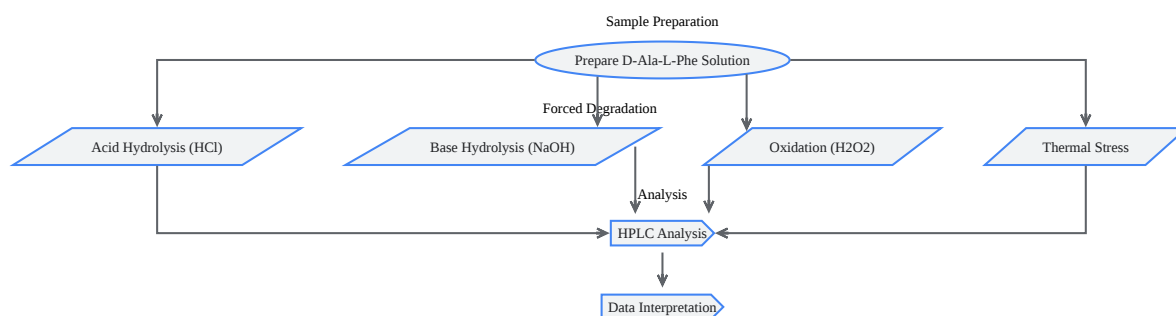 Sample Preparation
Prepare D-Ala-L-Phe Solution
Forced Degradation
Acid Hydrolysis (HCl)
Base Hydrolysis (NaOH)
Oxidation (H2O2)
Thermal Stress
Analysis
HPLC Analysis
Data Interpretation